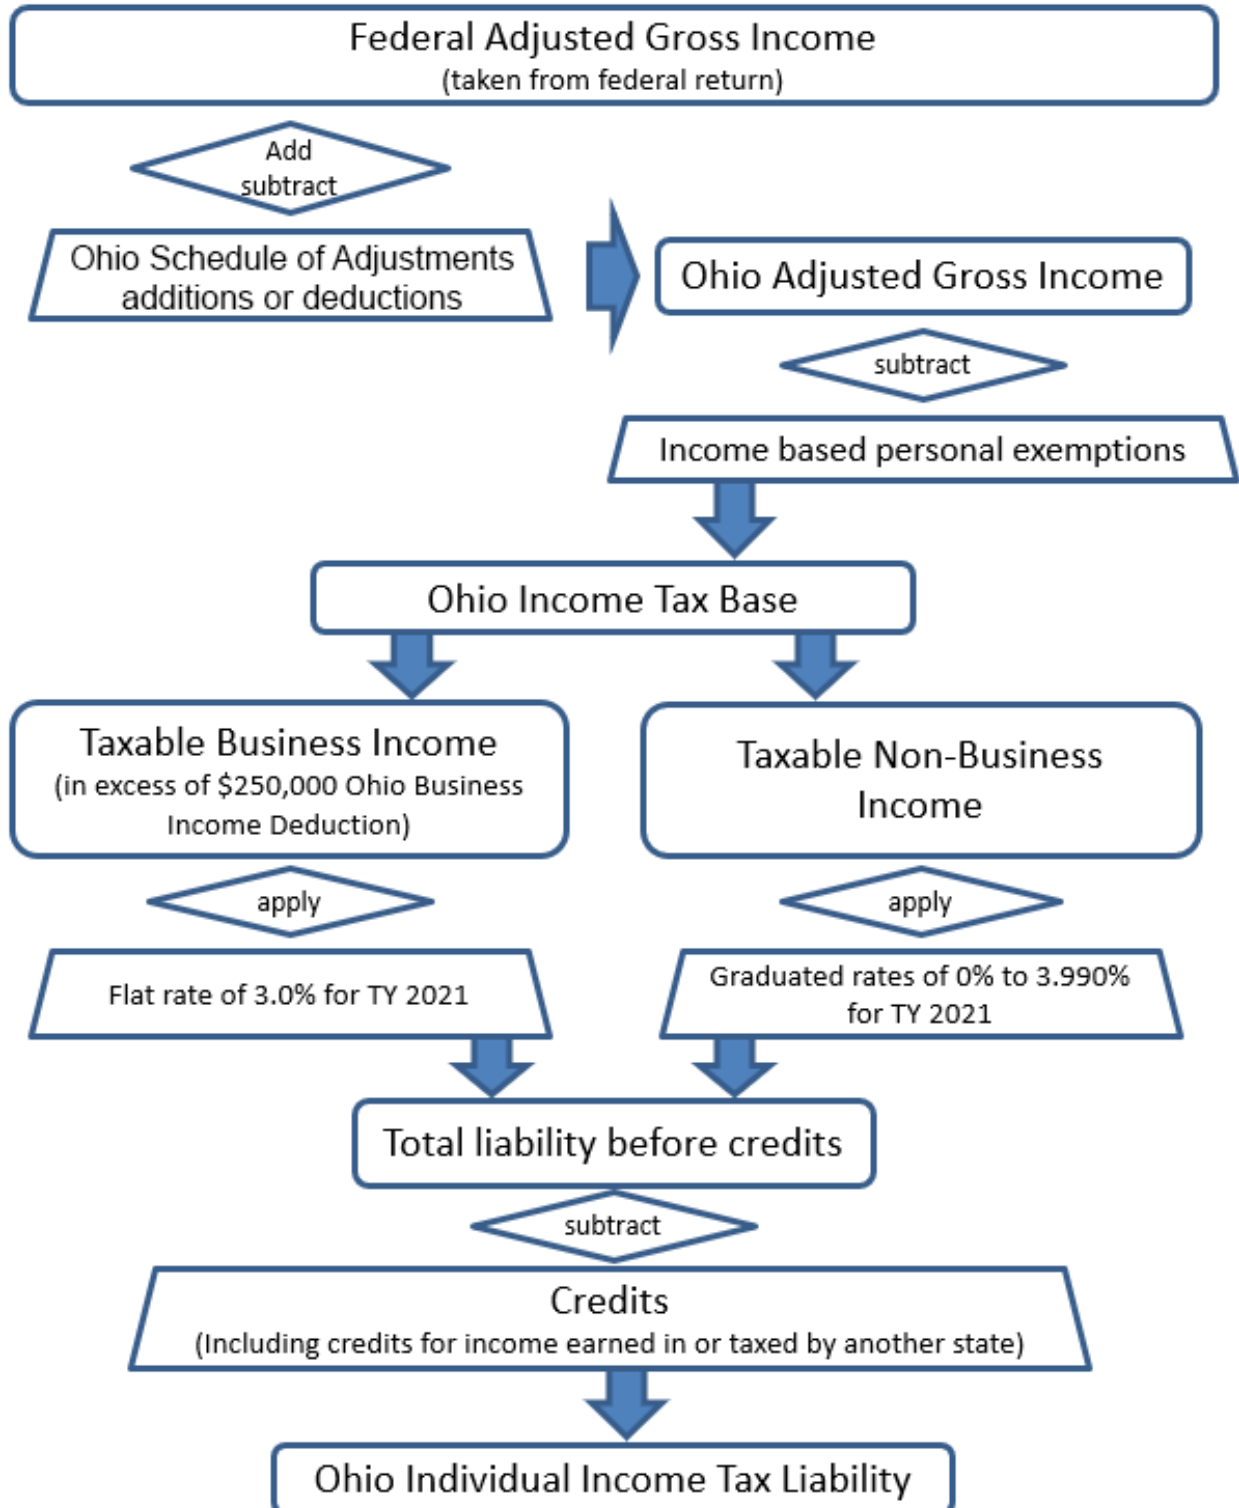 Federal Adjusted Gross Income
(taken from federal return)
Add
subtract
Ohio Schedule of Adjustments
additions or deductions
Ohio Adjusted Gross Income
subtract
Income based personal exemptions
Ohio Income Tax Base
Taxable Business Income
(in excess of $250,000 Ohio Business
Income Deduction)
Taxable Non-Business
Income
apply
apply
Flat rate of 3.0% for TY 2021
Graduated rates of 0% to 3.990%
for TY 2021
Total liability before credits
subtract
Credits
(Including credits for income earned in or taxed by another state)
Ohio Individual Income Tax Liability